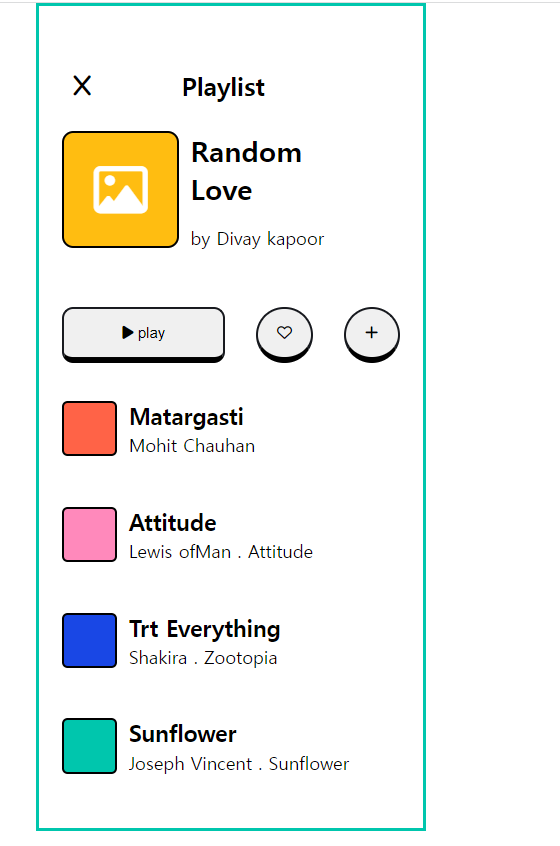 Playlist
Random
Love
by Divay kapoor
play
Matargasti
Mohit Chauhan
Attitude
Lewis ofMan . Attitude
Trt Everything
Shakira . Zootopia
Sunflower
Joseph Vincent . Sunflower